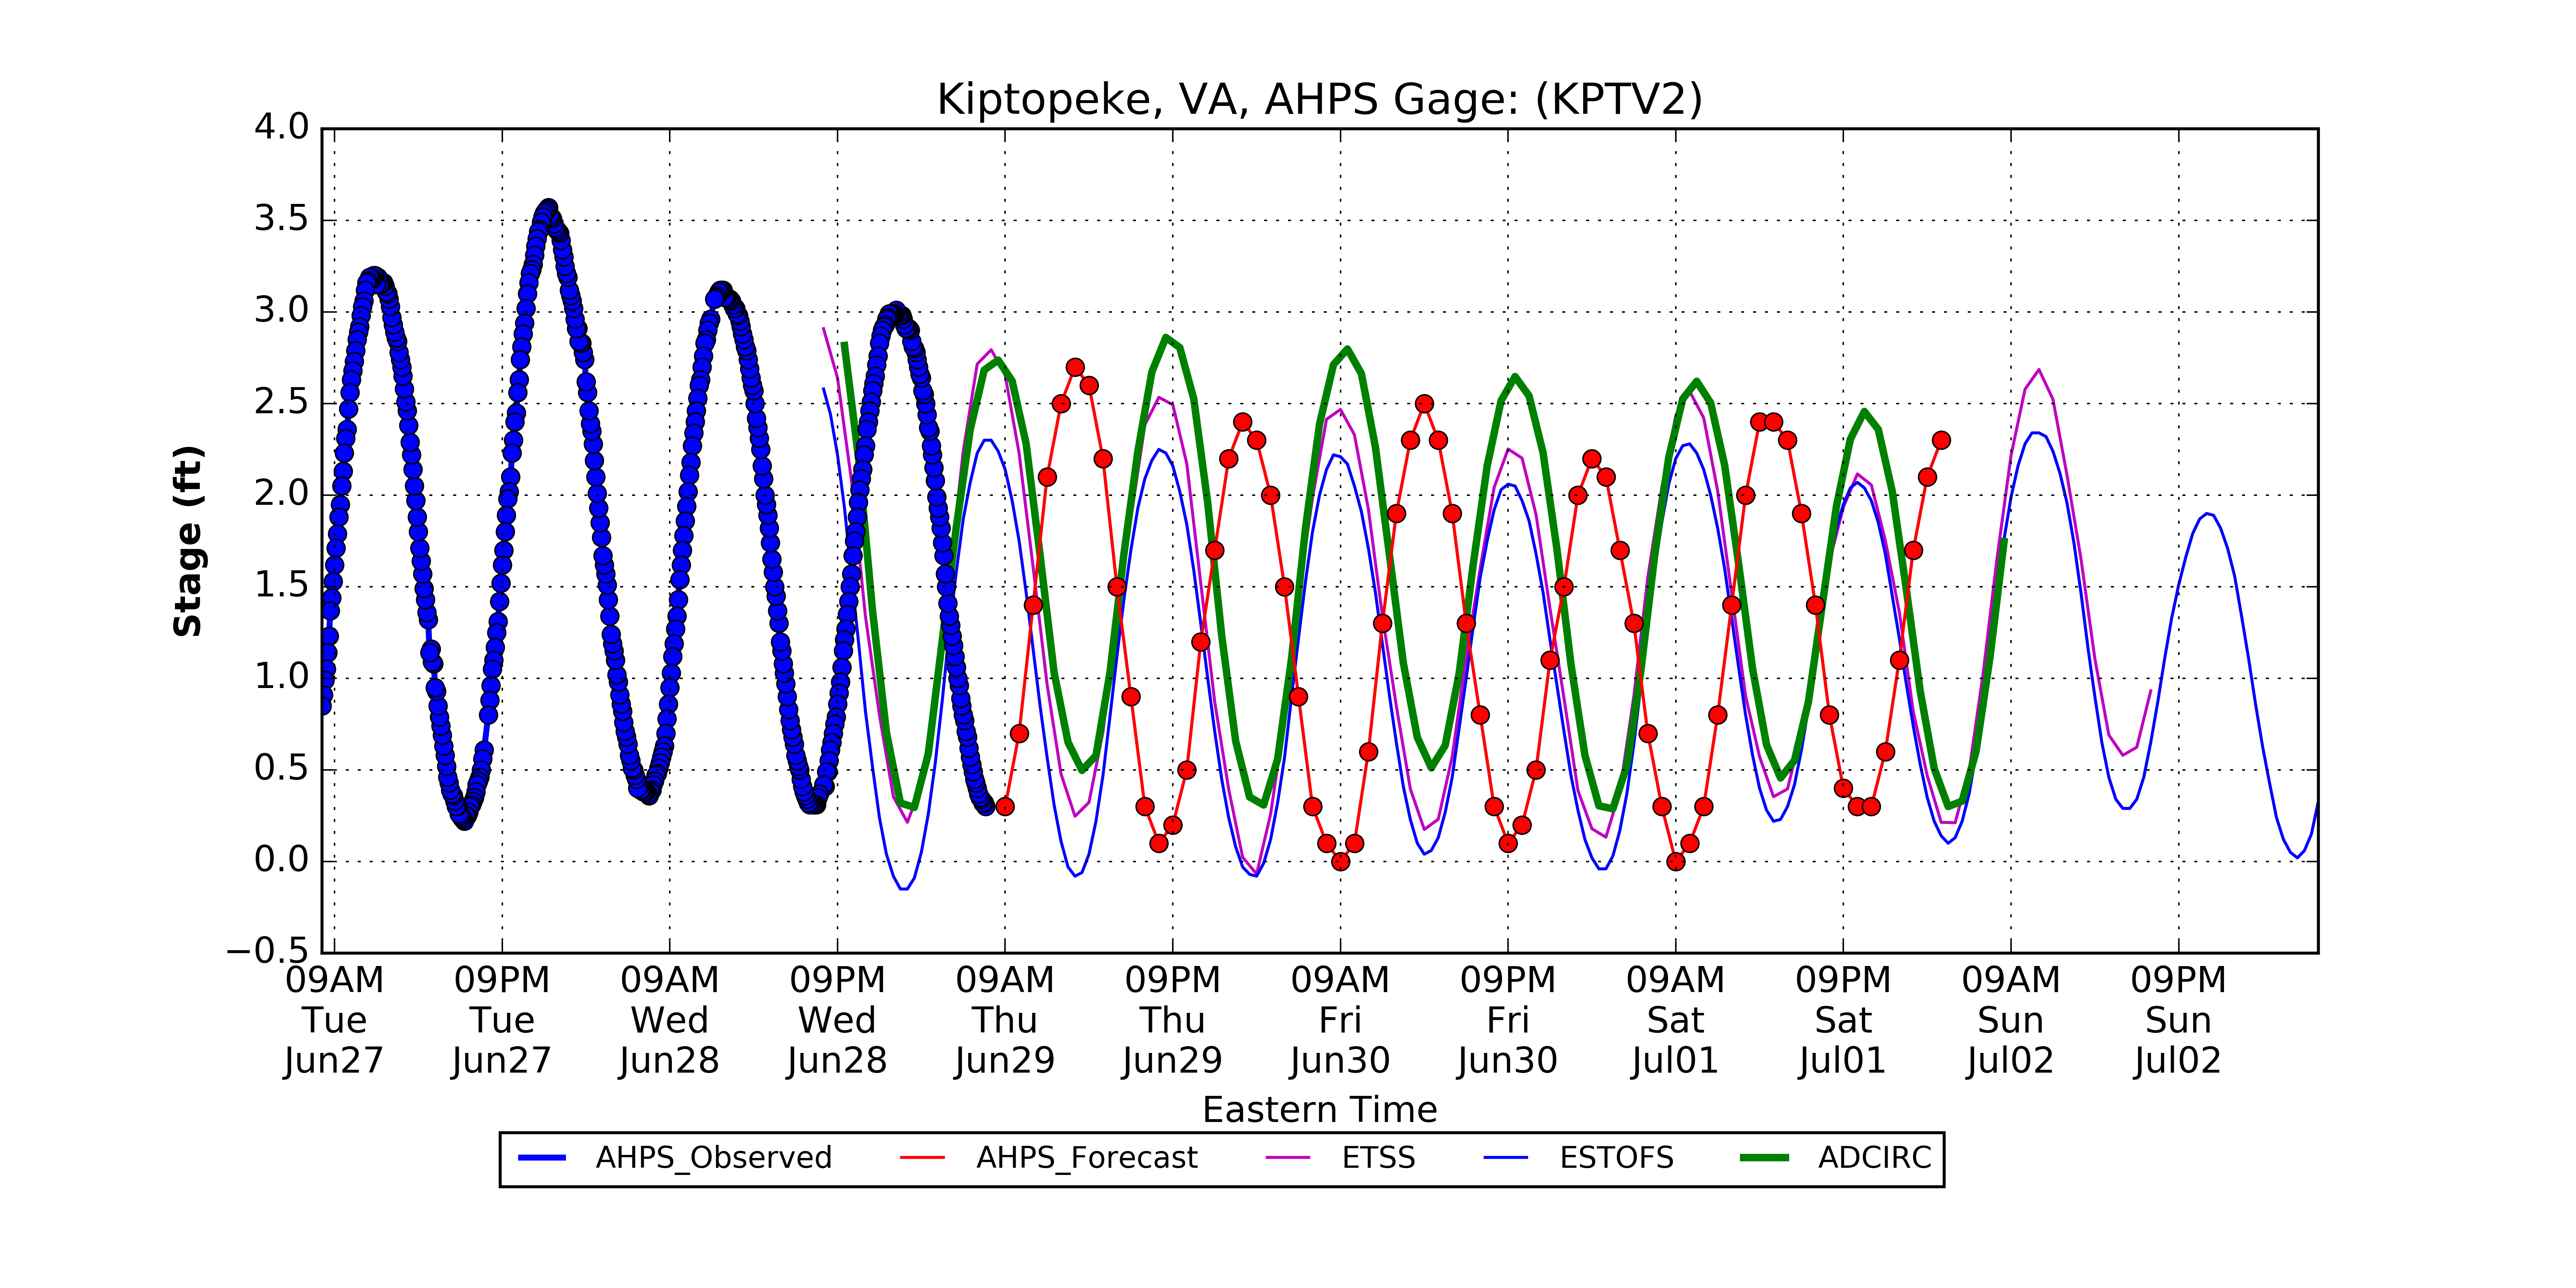 Kiptopeke, VA, AHPS Gage: (KPTV2)
4.0
3.5
3.0
2.5
2.0
1.5
1.0
0.5
0.0
−0.5
Stage (ft)
09AM 09PM 09AM 09PM 09AM 09PM 09AM 09PM 09AM 09PM 09AM 09PM
Tue Tue Wed Wed Thu Thu Fri Fri Sat Sat Sun Sun
Jun27 Jun27 Jun28 Jun28 Jun29 Jun29 Jun30 Jun30 Jul01 Jul01 Jul02 Jul02
Eastern Time
AHPS_Observed AHPS_Forecast ETSS ESTOFS ADCIRC